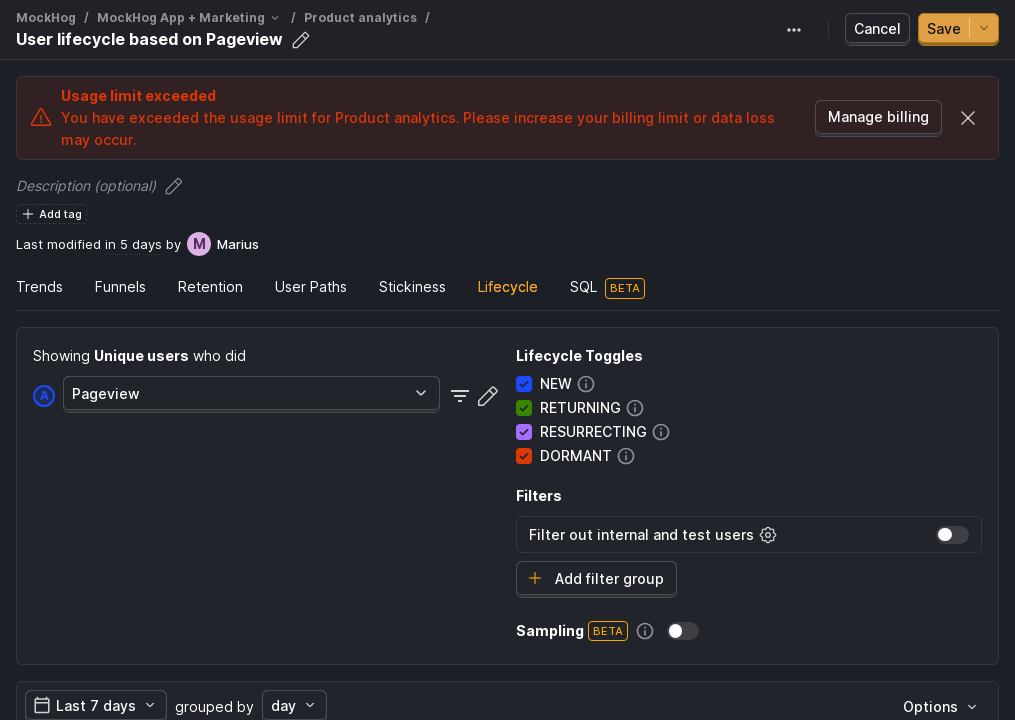 MockHog / MockHog App + Marketing / Product analytics /
User lifecycle based on Pageview
Cancel
Save
Usage limit exceeded
You have exceeded the usage limit for Product analytics. Please increase your billing limit or data loss
may occur.
Manage billing
Description (optional)
Add tag
Last modified in 5 days by M Marius
Trends Funnels Retention User Paths Stickiness Lifecycle SQL BETA
Showing Unique users who did
A Pageview
Lifecycle Toggles
NEW
RETURNING
RESURRECTING
DORMANT
Filters
Filter out internal and test users
Add filter group
Sampling BETA
Last 7 days grouped by day
Options